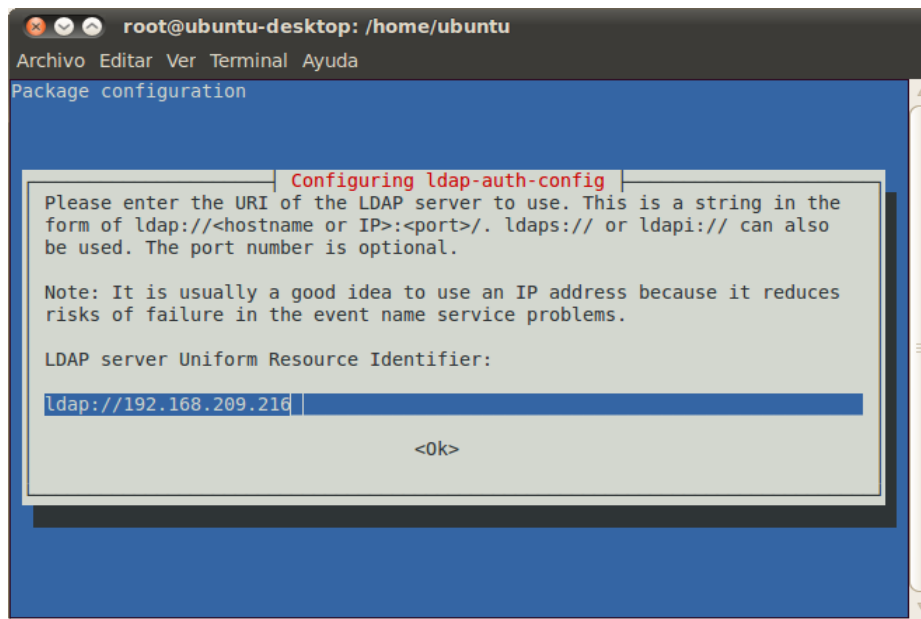 root@ubuntu-desktop: /home/ubuntu
Archivo Editar Ver Terminal Ayuda
Package configuration
Configuring ldap-auth-config
Please enter the URI of the LDAP server to use. This is a string in the
form of ldap://<hostname or IP>:<port>/. ldaps:// or ldapi:// can also
be used. The port number is optional.
Note: It is usually a good idea to use an IP address because it reduces
risks of failure in the event name service problems.
LDAP server Uniform Resource Identifier:
ldap://192.168.209.216
<Ok>